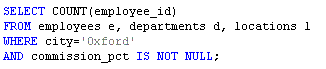 SELECT COUNT(employee_id)
FROM employees e, departments d, locations l
WHERE city='Oxford'
AND commission_pct IS NOT NULL;